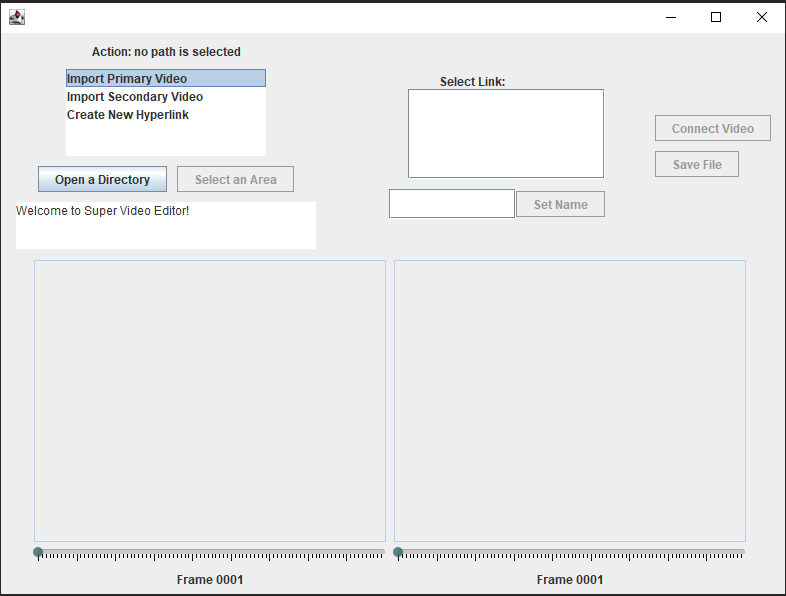 Action: no path is selected
Import Primary Video
Import Secondary Video
Create New Hyperlink
Open a Directory
Select an Area
Welcome to Super Video Editor!
Select Link:
Set Name
Connect Video
Save File
Frame 0001
Frame 0001